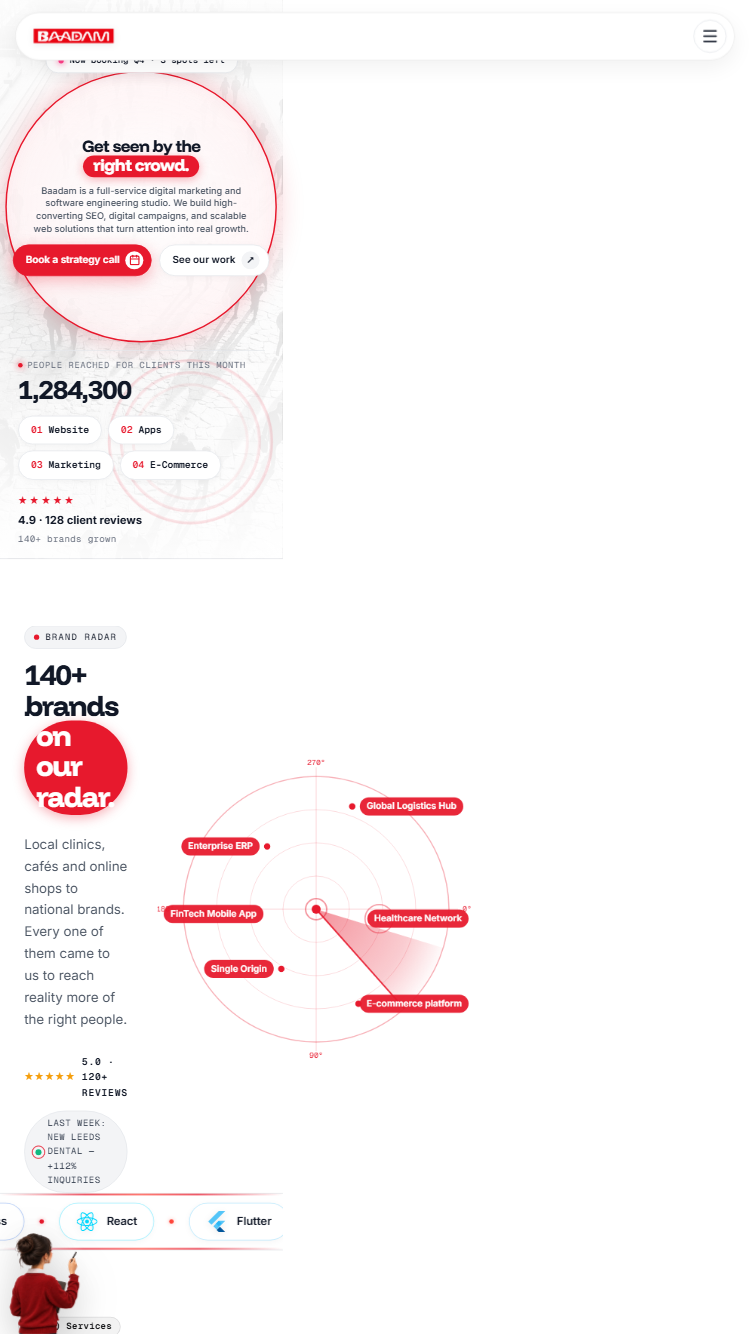 BAADAM
Now booking Q4 · 3 spots left
Get seen by the
right crowd.
Baadam is a full-service digital marketing and
software engineering studio. We build high-
converting SEO, digital campaigns, and scalable
web solutions that turn attention into real growth.
Book a strategy call
See our work ↗
PEOPLE REACHED FOR CLIENTS THIS MONTH
1,284,300
01 Website
02 Apps
03 Marketing
04 E-Commerce
★★★★★
4.9 · 128 client reviews
140+ brands grown
BRAND RADAR
140+
brands
on
our
radar.
Local clinics,
cafés and online
shops to
national brands.
Every one of
them came to
us to reach
reality more of
the right people.
★★★★★
5.0 ·
120+
REVIEWS
LAST WEEK:
NEW LEEDS
DENTAL —
+112%
INQUIRIES
270°
Global Logistics Hub
Enterprise ERP
FinTech Mobile App
Healthcare Network
0°
Single Origin
E-commerce platform
90°
React
Flutter
Services